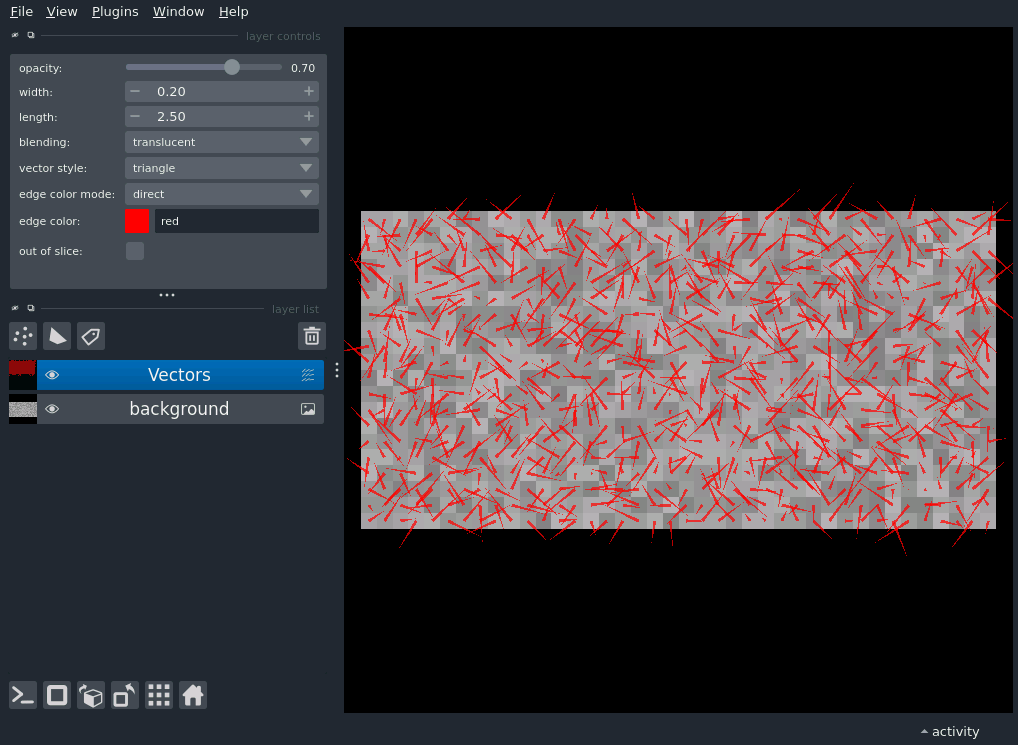 File View Plugins Window Help
layer controls
opacity: 0.70
width: 0.20
length: 2.50
blending: translucent
vector style: triangle
edge color mode: direct
edge color: red
out of slice:
layer list
Vectors
background
activity